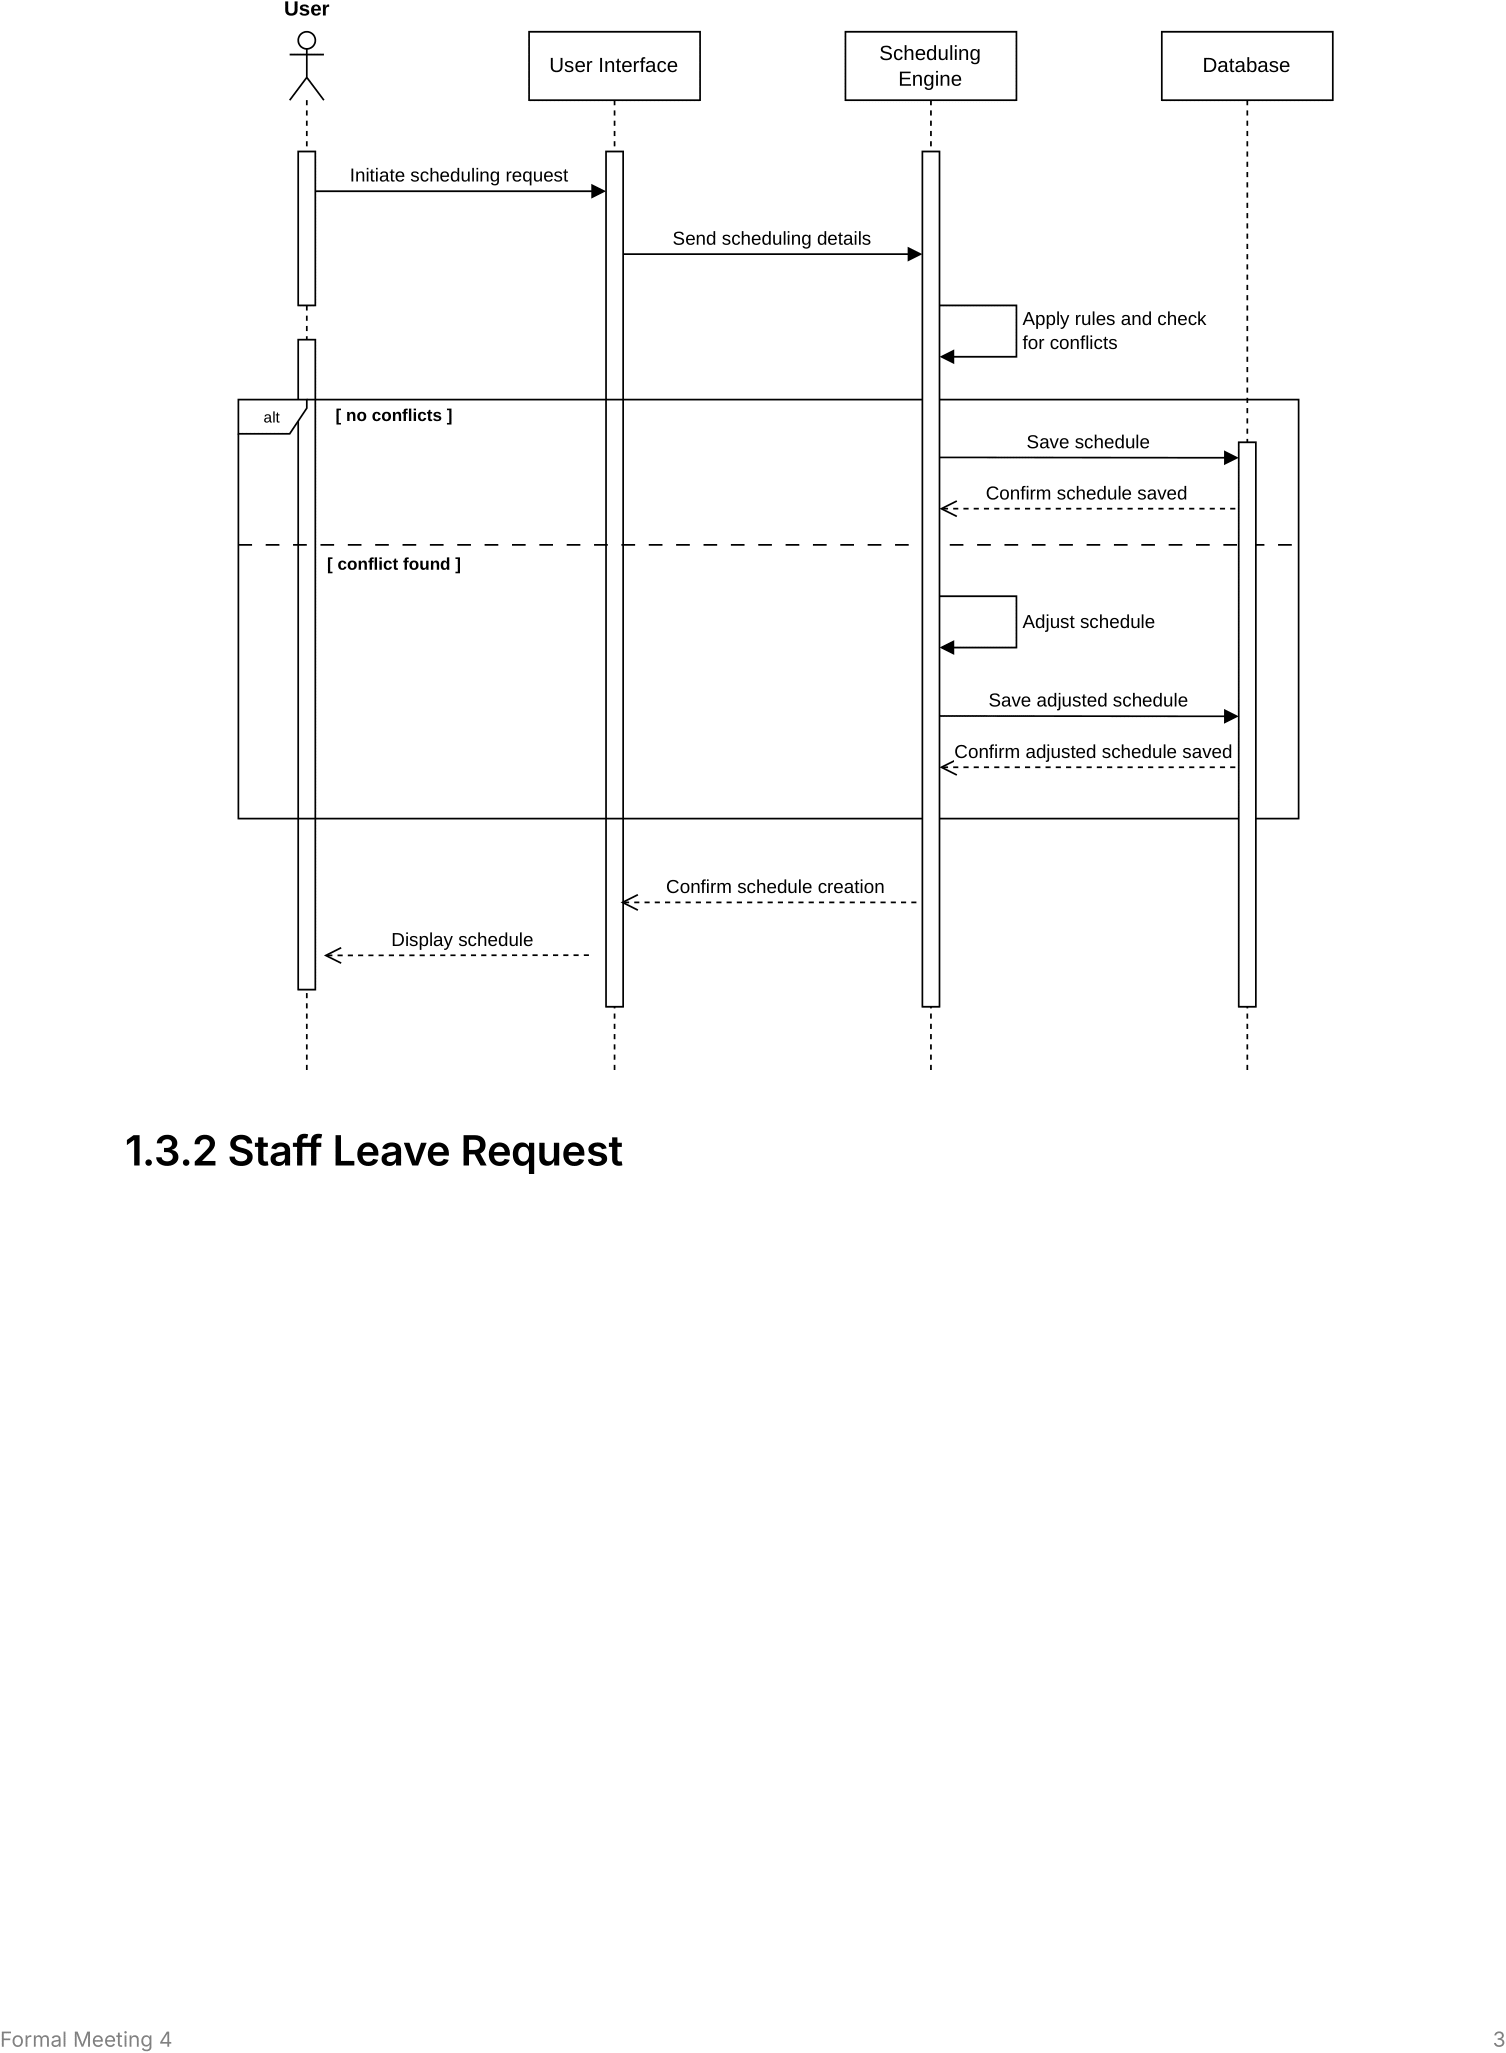 User
User Interface
Scheduling
Engine
Database
Initiate scheduling request
Send scheduling details
Apply rules and check
for conflicts
alt
[ no conflicts ]
Save schedule
Confirm schedule saved
[ conflict found ]
Adjust schedule
Save adjusted schedule
Confirm adjusted schedule saved
Confirm schedule creation
Display schedule
1.3.2 Staff Leave Request
Formal Meeting 4
3